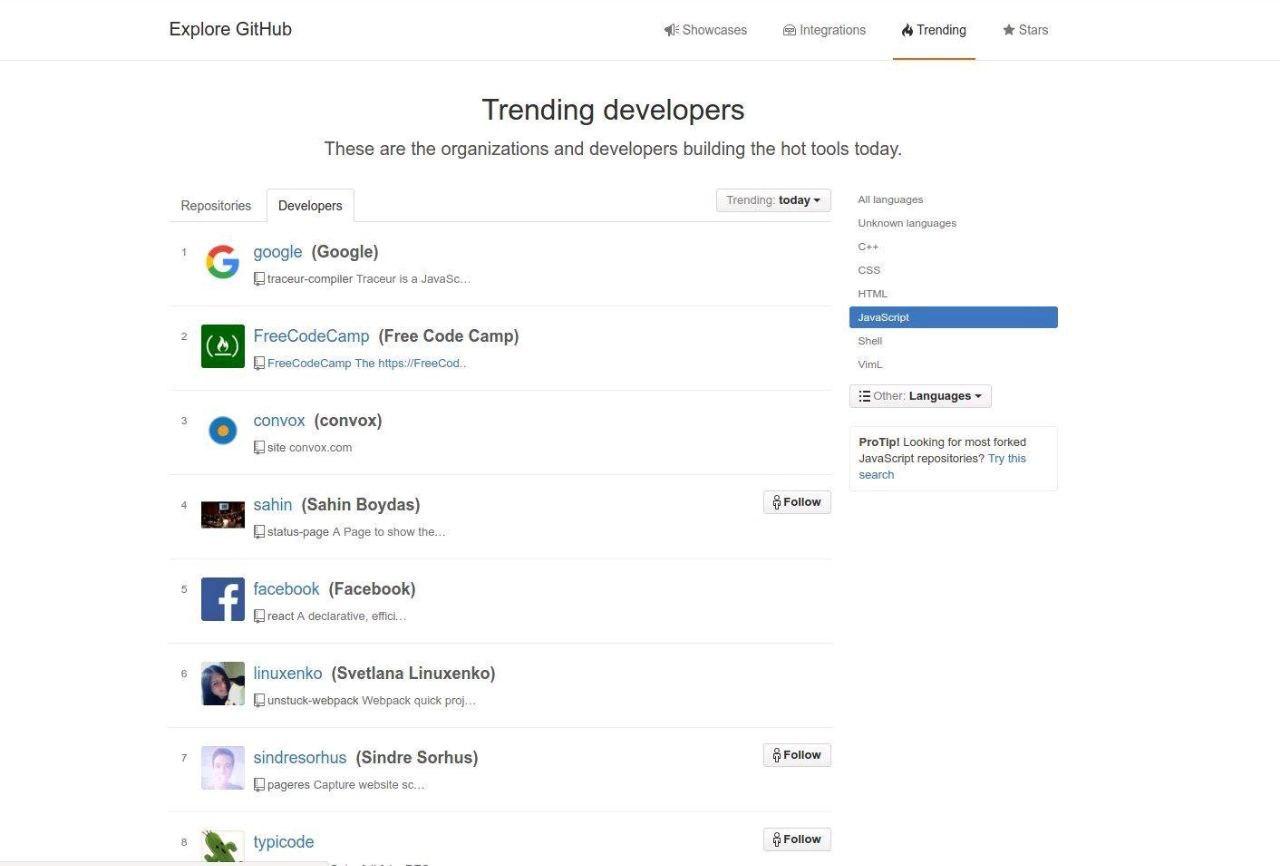 Explore GitHub
Showcases
Integrations
Trending
Stars
Trending developers
These are the organizations and developers building the hot tools today.
Repositories
Developers
Trending: today
1
google (Google)
traceur-compiler Traceur is a JavaSc…
2
FreeCodeCamp (Free Code Camp)
FreeCodeCamp The https://FreeCod..
3
convox (convox)
site convox.com
4
sahin (Sahin Boydas)
Follow
status-page A Page to show the…
5
facebook (Facebook)
react A declarative, effici…
6
linuxenko (Svetlana Linuxenko)
unstuck-webpack Webpack quick proj…
7
sindresorhus (Sindre Sorhus)
Follow
pageres Capture website sc…
8
typicode
Follow
All languages
Unknown languages
C++
CSS
HTML
JavaScript
Shell
VimL
Other: Languages
ProTip! Looking for most forked
JavaScript repositories? Try this
search